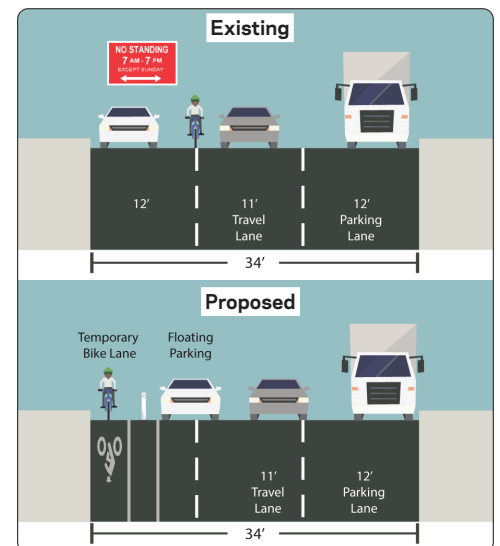 Existing
NO STANDING
7 AM - 7 PM
EXCEPT SUNDAY
12'
11'
Travel
Lane
12'
Parking
Lane
34'
Proposed
Temporary
Bike Lane
Floating
Parking
11'
Travel
Lane
12'
Parking
Lane
34'